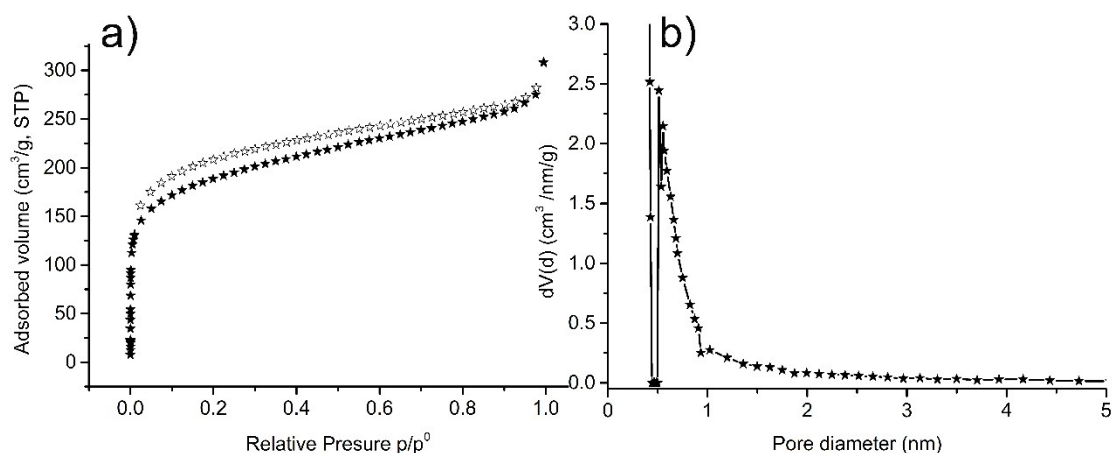 a)
300
250
200
150
100
50
0
Adsorbed volume (cm³/g, STP)
0.0 0.2 0.4 0.6 0.8 1.0
Relative Presure p/p⁰
b)
3.0
2.5
2.0
1.5
1.0
0.5
0.0
dV(d) (cm³ /nm/g)
0 1 2 3 4 5
Pore diameter (nm)